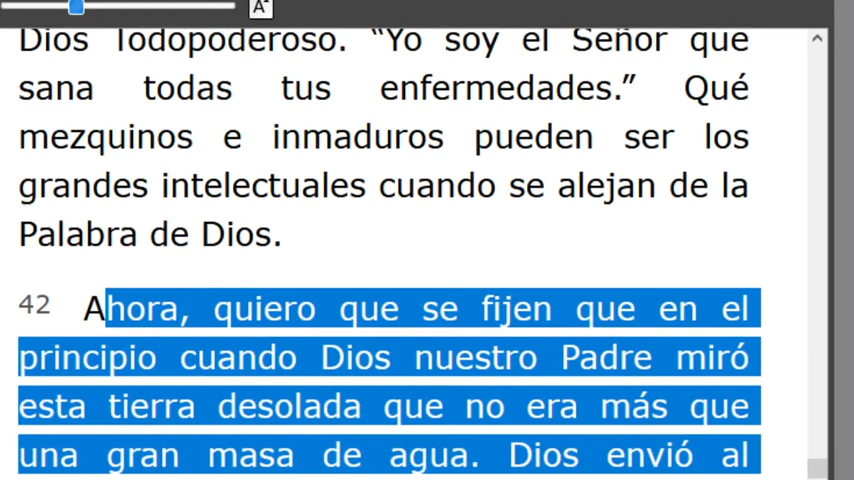 A
Dios Todopoderoso. “Yo soy el Señor que
sana todas tus enfermedades.” Qué
mezquinos e inmaduros pueden ser los
grandes intelectuales cuando se alejan de la
Palabra de Dios.
42 Ahora, quiero que se fijen que en el
principio cuando Dios nuestro Padre miró
esta tierra desolada que no era más que
una gran masa de agua. Dios envió al